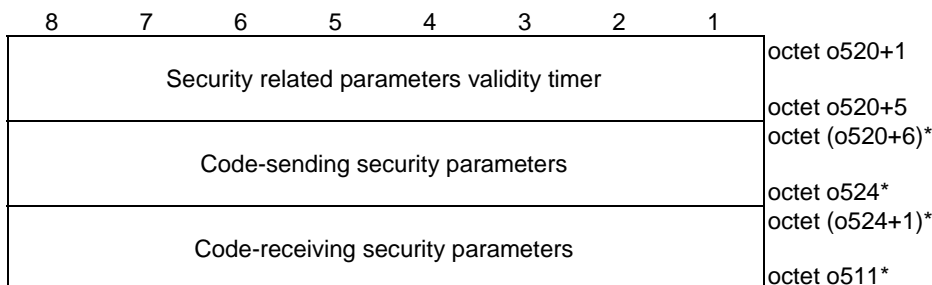 8 7 6 5 4 3 2 1
octet o520+1
Security related parameters validity timer
octet o520+5
octet (o520+6)*
Code-sending security parameters
octet o524*
octet (o524+1)*
Code-receiving security parameters
octet o511*